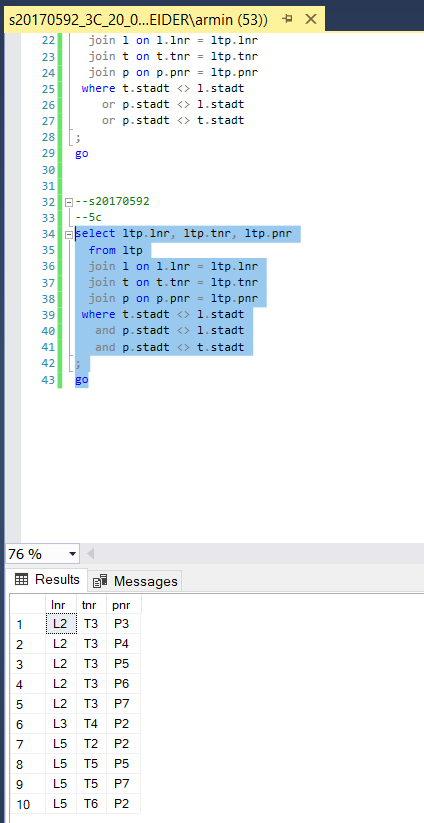 s20170592_3C_20_0...EIDER\armin (53))
22 join l on l.lnr = ltp.lnr
23 join t on t.tnr = ltp.tnr
24 join p on p.pnr = ltp.pnr
25 where t.stadt <> l.stadt
26 or p.stadt <> l.stadt
27 or p.stadt <> t.stadt
28 ;
29 go
30
31
32 --s20170592
33 --5c
34 select ltp.lnr, ltp.tnr, ltp.pnr
35 from ltp
36 join l on l.lnr = ltp.lnr
37 join t on t.tnr = ltp.tnr
38 join p on p.pnr = ltp.pnr
39 where t.stadt <> l.stadt
40 and p.stadt <> l.stadt
41 and p.stadt <> t.stadt
42 ;
43 go
76 %
Results Messages
lnr tnr pnr
1 L2 T3 P3
2 L2 T3 P4
3 L2 T3 P5
4 L2 T3 P6
5 L2 T3 P7
6 L3 T4 P2
7 L5 T2 P2
8 L5 T5 P5
9 L5 T5 P7
10 L5 T6 P2